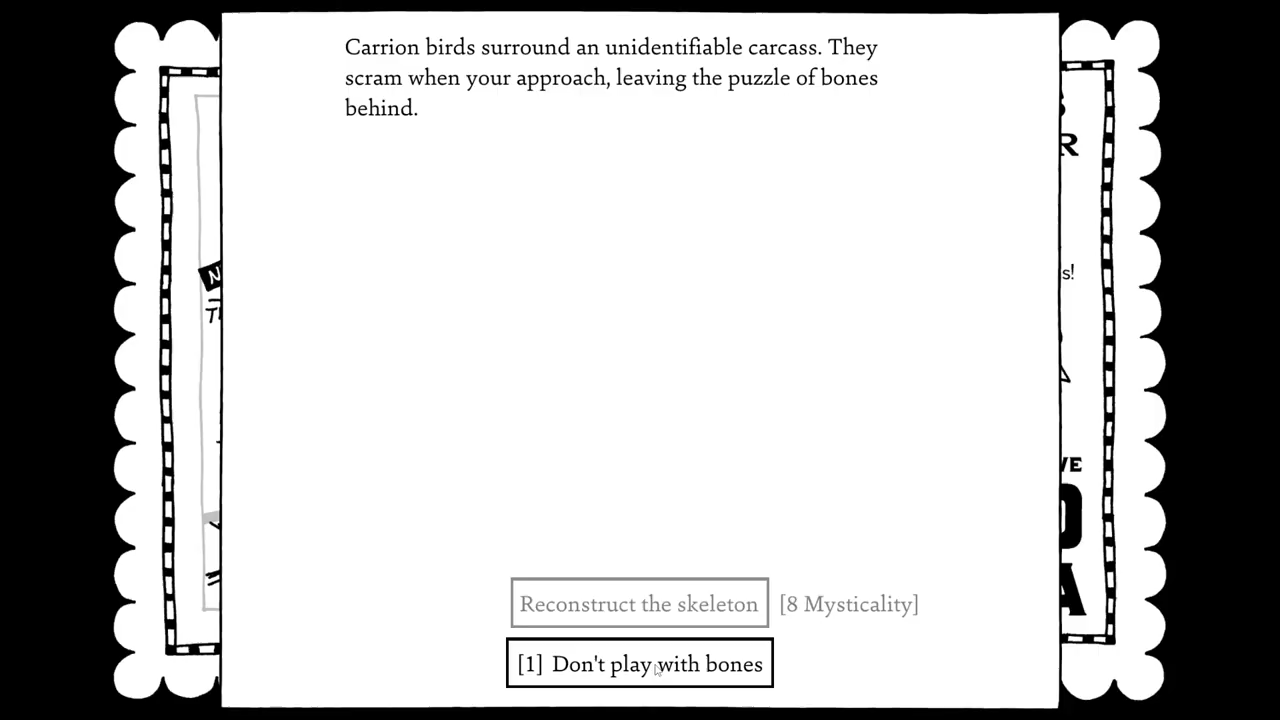 Carrion birds surround an unidentifiable carcass. They
scram when your approach, leaving the puzzle of bones
behind.
s!
Reconstruct the skeleton [8 Mysticality]
[1] Don't play with bones